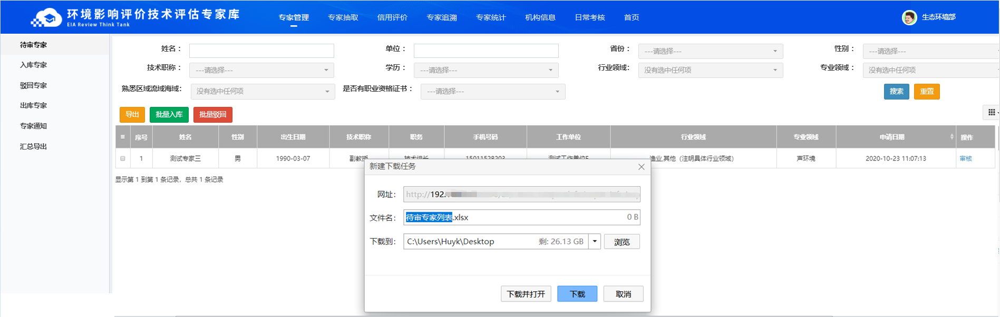 环境影响评价技术评估专家库
EIA Review Think Tank
专家管理 专家抽取 信用评价 专家追溯 专家统计 机构信息 日常考核 首页
生态环境部
待审专家
入库专家
驳回专家
出库专家
专家通知
汇总导出
姓名： 单位： 省份： ---请选择--- 性别： ---请选择---
技术职称： ---请选择--- 学历： ---请选择--- 行业领域： 没有选中任何项 专业领域： 没有选中任何项
熟悉区域流域海域： 没有选中任何项 是否有职业资格证书： ---请选择--- 搜索 重置
导出 批量入库 批量驳回
序号 姓名 性别 出生日期 技术职称 职务 手机号码 工作单位 行业领域 专业领域 申请日期 操作
1 测试专家三 男 1990-03-07 副教授 技术组长 15011528203 测试工作单位 渔业,其他（注明具体行业领域） 声环境 2020-10-23 11:07:13 审核
显示第 1 到第 1 条记录，总共 1 条记录
新建下载任务
网址： http://192.
文件名： 待审专家列表.xlsx 0 B
下载到： C:\Users\Huyk\Desktop 剩: 26.13 GB 浏览
下载并打开 下载 取消